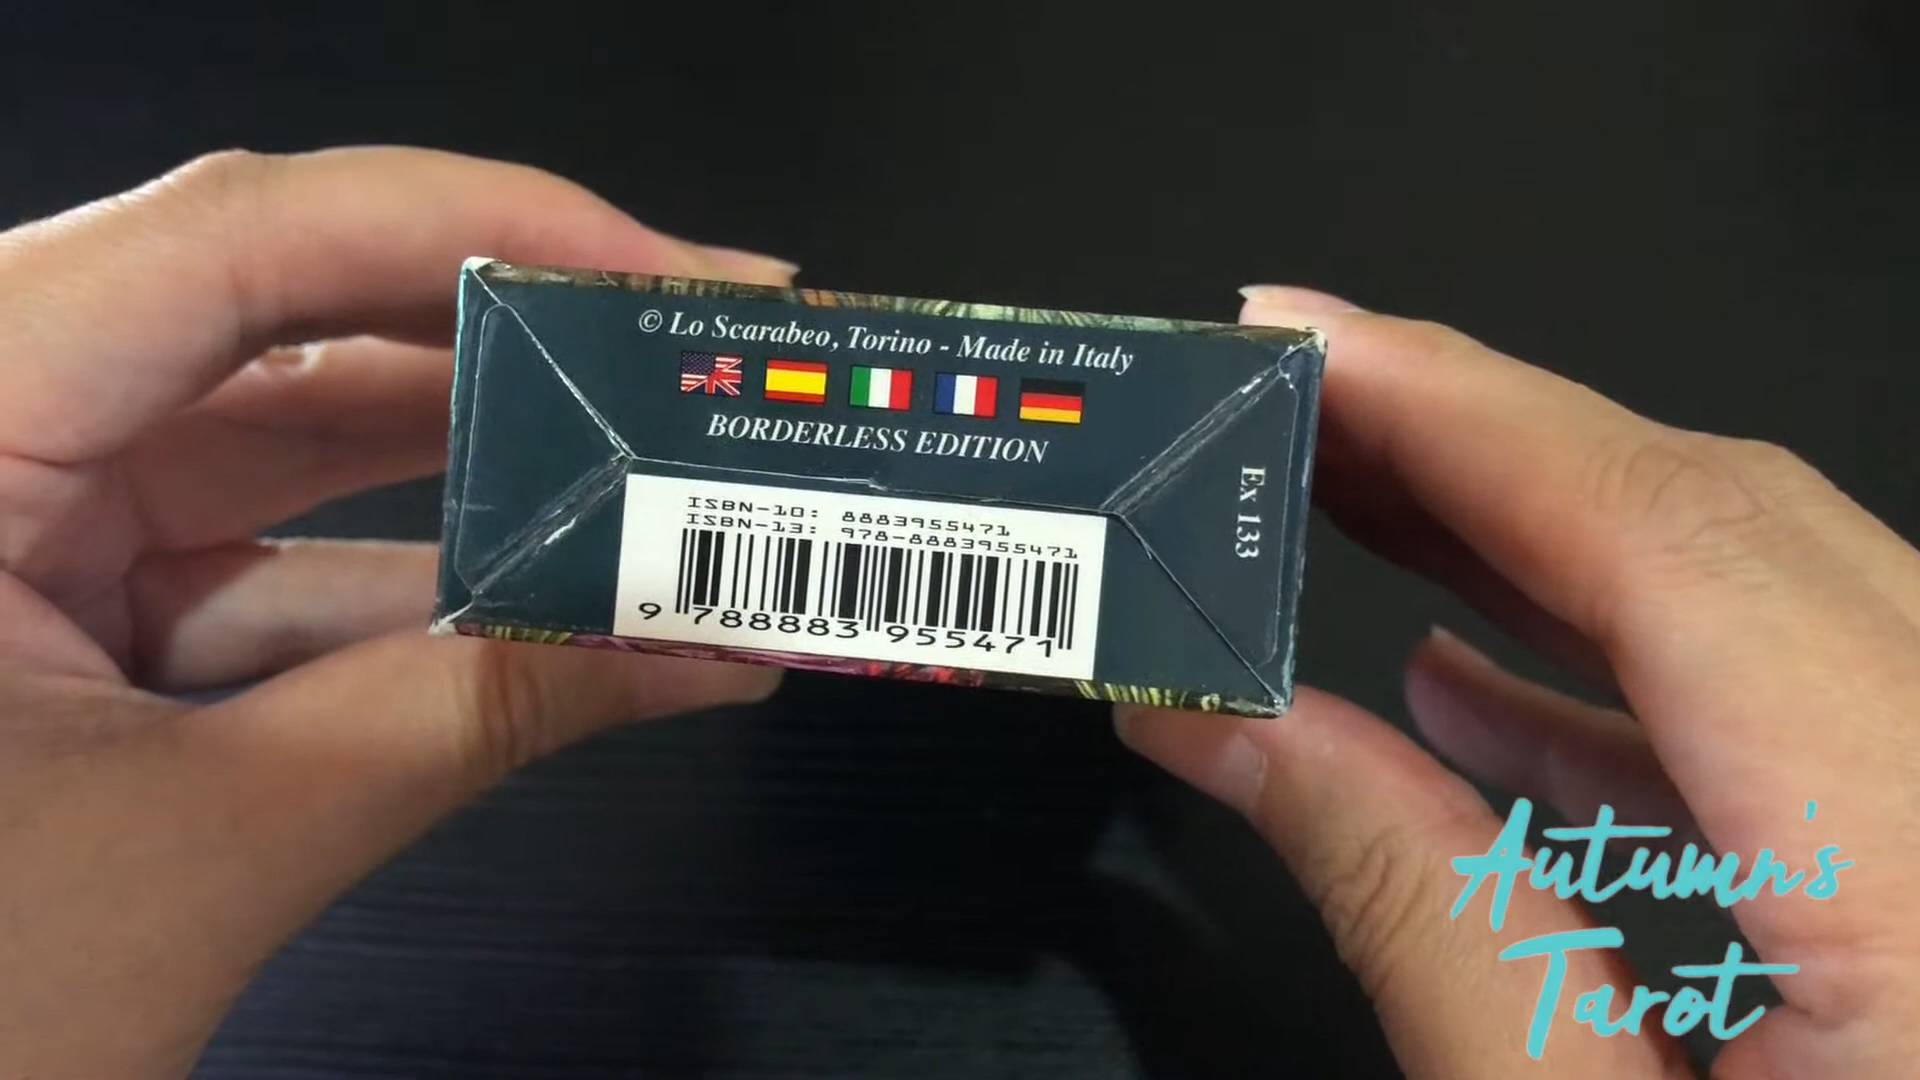 © Lo Scarabeo, Torino - Made in Italy
BORDERLESS EDITION
ISBN-10: 8883955471
ISBN-13: 978-8883955471
9 788883 955471
Ex 133
Autumn's
Tarot